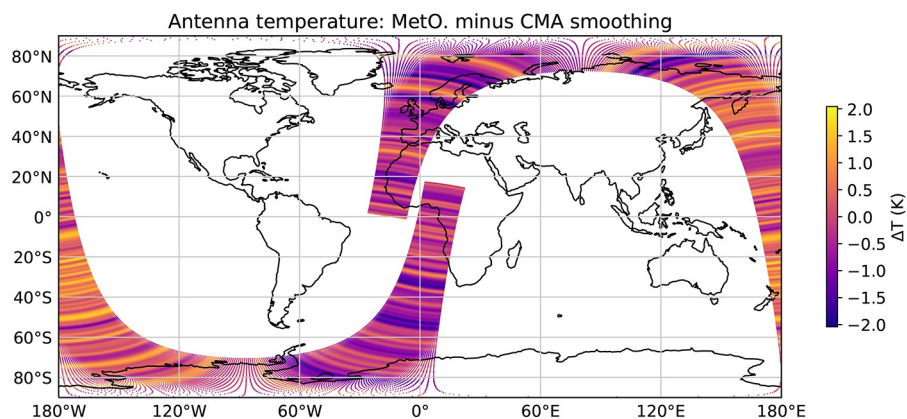 Antenna temperature: MetO. minus CMA smoothing
80°N
60°N
40°N
20°N
0°
20°S
40°S
60°S
80°S
180°W 120°W 60°W 0° 60°E 120°E 180°E
2.0
1.5
1.0
0.5
0.0
−0.5
−1.0
−1.5
−2.0
ΔT (K)